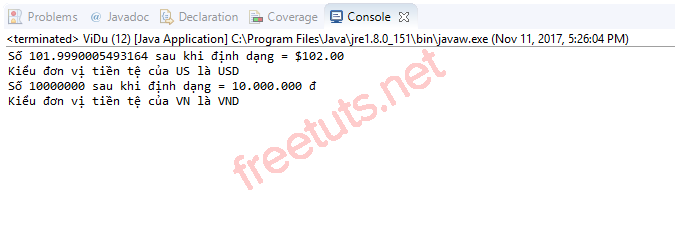 Problems @ Javadoc Declaration Coverage Console
<terminated> ViDu (12) [Java Application] C:\Program Files\Java\jre1.8.0_151\bin\javaw.exe (Nov 11, 2017, 5:26:04 PM)
Số 101.9990005493164 sau khi định dạng = $102.00
Kiểu đơn vị tiền tệ của US là USD
Số 10000000 sau khi định dạng = 10.000.000 đ
Kiểu đơn vị tiền tệ của VN là VND
freetuts.net